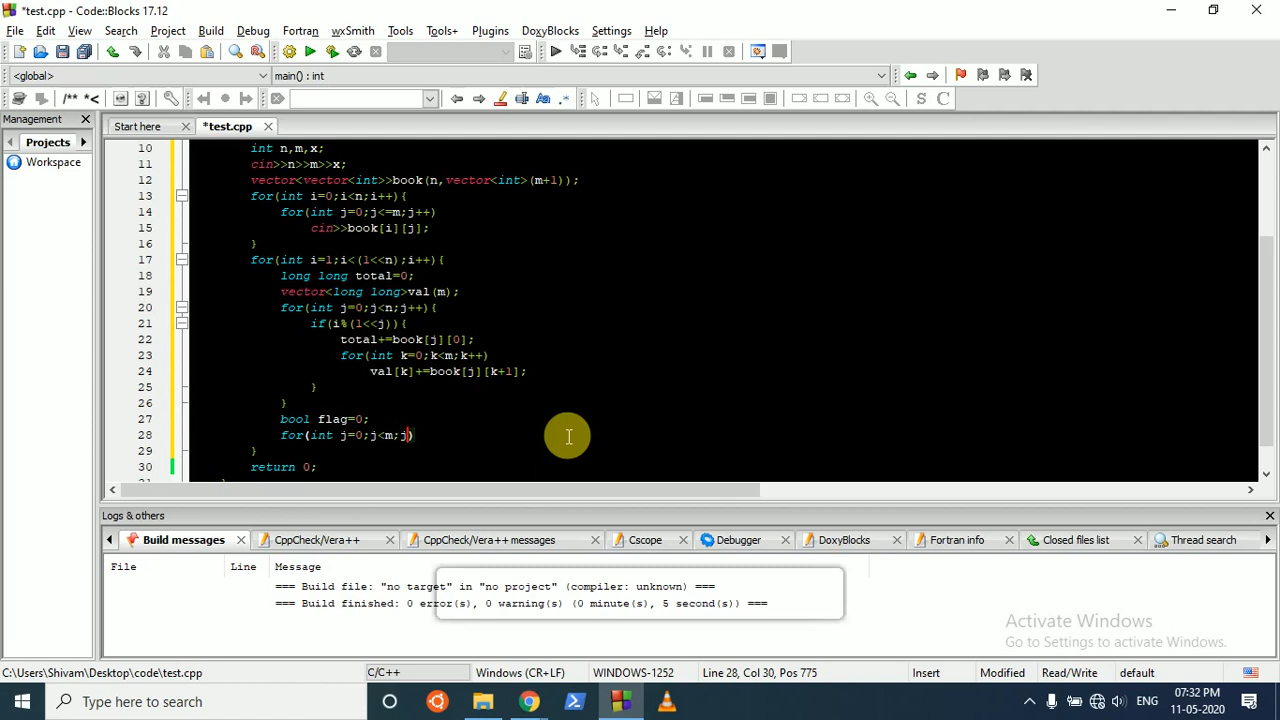 *test.cpp - Code::Blocks 17.12
File Edit View Search Project Build Debug Fortran wxSmith Tools Tools+ Plugins DoxyBlocks Settings Help
<global> main() : int
/** *< S C
Management
Projects
Workspace
Start here *test.cpp
10 int n,m,x;
11 cin>>n>>m>>x;
12 vector<vector<int>>book(n,vector<int>(m+1));
13 for(int i=0;i<n;i++){
14 for(int j=0;j<=m;j++)
15 cin>>book[i][j];
16 }
17 for(int i=1;i<(1<<n);i++){
18 long long total=0;
19 vector<long long>val(m);
20 for(int j=0;j<n;j++){
21 if(i%(1<<j)){
22 total+=book[j][0];
23 for(int k=0;k<m;k++)
24 val[k]+=book[j][k+1];
25 }
26 }
27 bool flag=0;
28 for(int j=0;j<m;j)
29 }
30 return 0;
Logs & others
Build messages CppCheck/Vera++ CppCheck/Vera++ messages Cscope Debugger DoxyBlocks Fortran info Closed files list Thread search
File Line Message
=== Build file: "no target" in "no project" (compiler: unknown) ===
=== Build finished: 0 error(s), 0 warning(s) (0 minute(s), 5 second(s)) ===
Activate Windows
Go to Settings to activate Windows.
C:\Users\Shivam\Desktop\code\test.cpp C/C++ Windows (CR+LF) WINDOWS-1252 Line 28, Col 30, Pos 775 Insert Modified Read/Write default
Type here to search
ENG
07:32 PM
11-05-2020